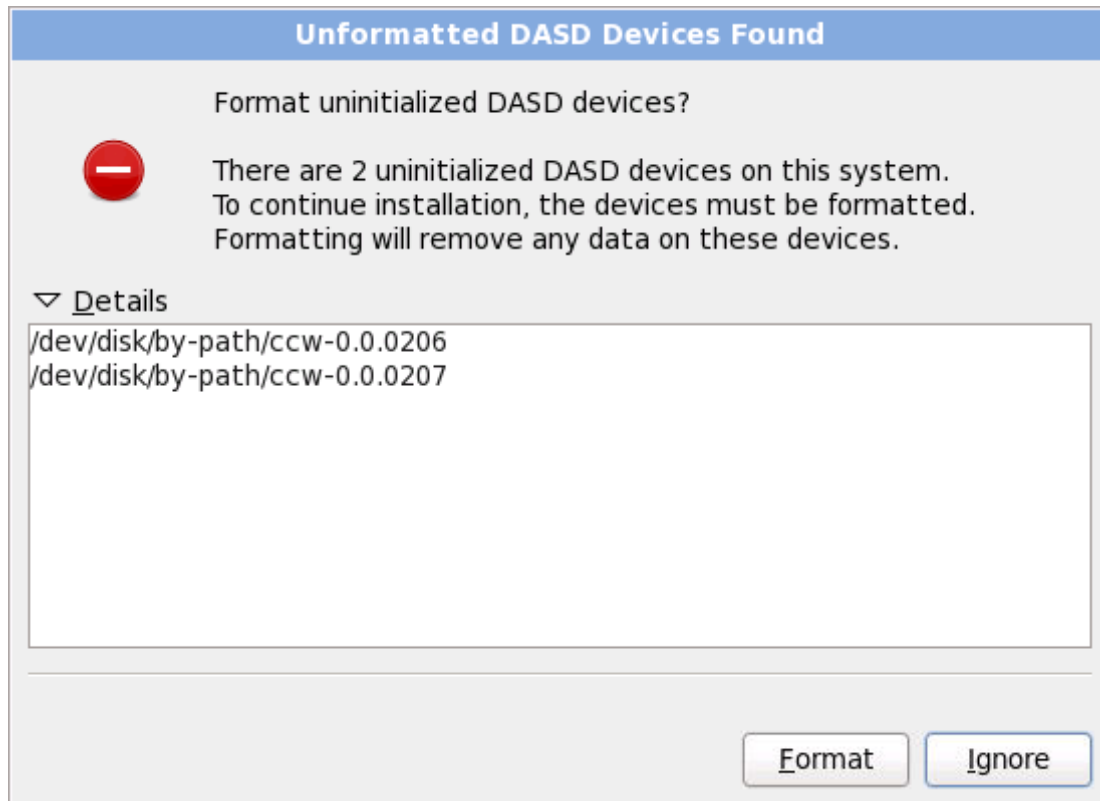 Unformatted DASD Devices Found
Format uninitialized DASD devices?
There are 2 uninitialized DASD devices on this system.
To continue installation, the devices must be formatted.
Formatting will remove any data on these devices.
Details
/dev/disk/by-path/ccw-0.0.0206
/dev/disk/by-path/ccw-0.0.0207
Format
Ignore